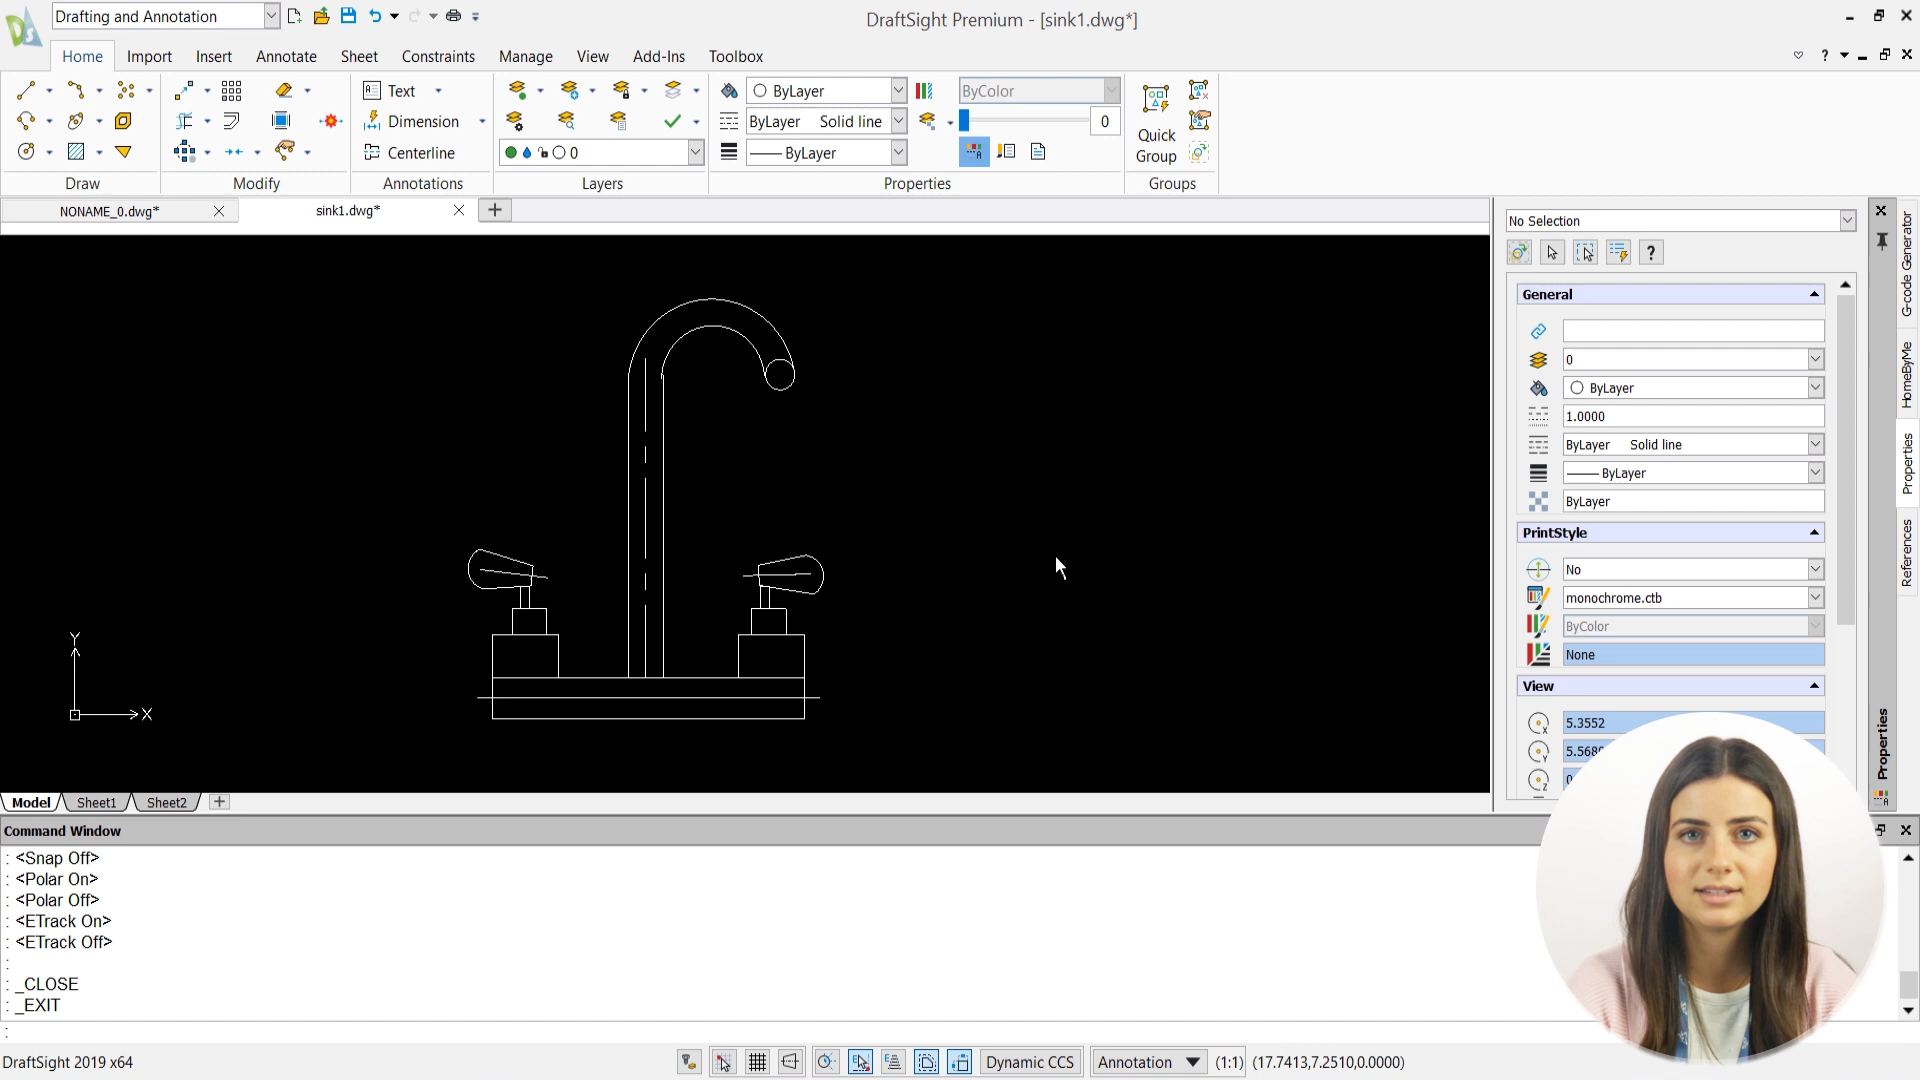 Drafting and Annotation
DraftSight Premium - [sink1.dwg*]
Home
Import
Insert
Annotate
Sheet
Constraints
Manage
View
Add-Ins
Toolbox
?
Text
Dimension
Centerline
0
ByLayer
ByLayer Solid line
ByLayer
ByColor
0
Quick
Group
Draw
Modify
Annotations
Layers
Properties
Groups
NONAME_0.dwg*
sink1.dwg*
Y
X
Model
Sheet1
Sheet2
No Selection
?
General
0
ByLayer
1.0000
ByLayer Solid line
ByLayer
ByLayer
PrintStyle
No
monochrome.ctb
ByColor
None
View
5.3552
G-code Generator
HomeByMe
Properties
References
Properties
Command Window
: <Snap Off>
: <Polar On>
: <Polar Off>
: <ETrack On>
: <ETrack Off>
:
: _CLOSE
: _EXIT
:
DraftSight 2019 x64
Dynamic CCS
Annotation
(1:1)
(17.7413,7.2510,0.0000)